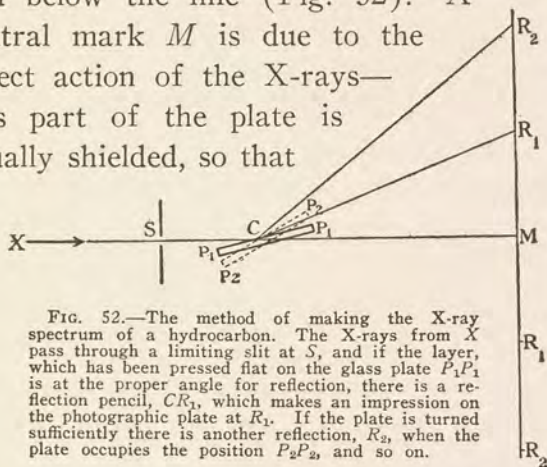 below the line (Fig. 52). A
tral mark M is due to the
ect action of the X-rays—
s part of the plate is
ually shielded, so that
R2
R1
X
S
C
P2
P1
P1
P2
M
R1
R2
FIG. 52.—The method of making the X-ray
spectrum of a hydrocarbon. The X-rays from X
pass through a limiting slit at S, and if the layer,
which has been pressed flat on the glass plate P1P1
is at the proper angle for reflection, there is a re-
flection pencil, CR1, which makes an impression on
the photographic plate at R1. If the plate is turned
sufficiently there is another reflection, R2, when the
plate occupies the position P2P2, and so on.